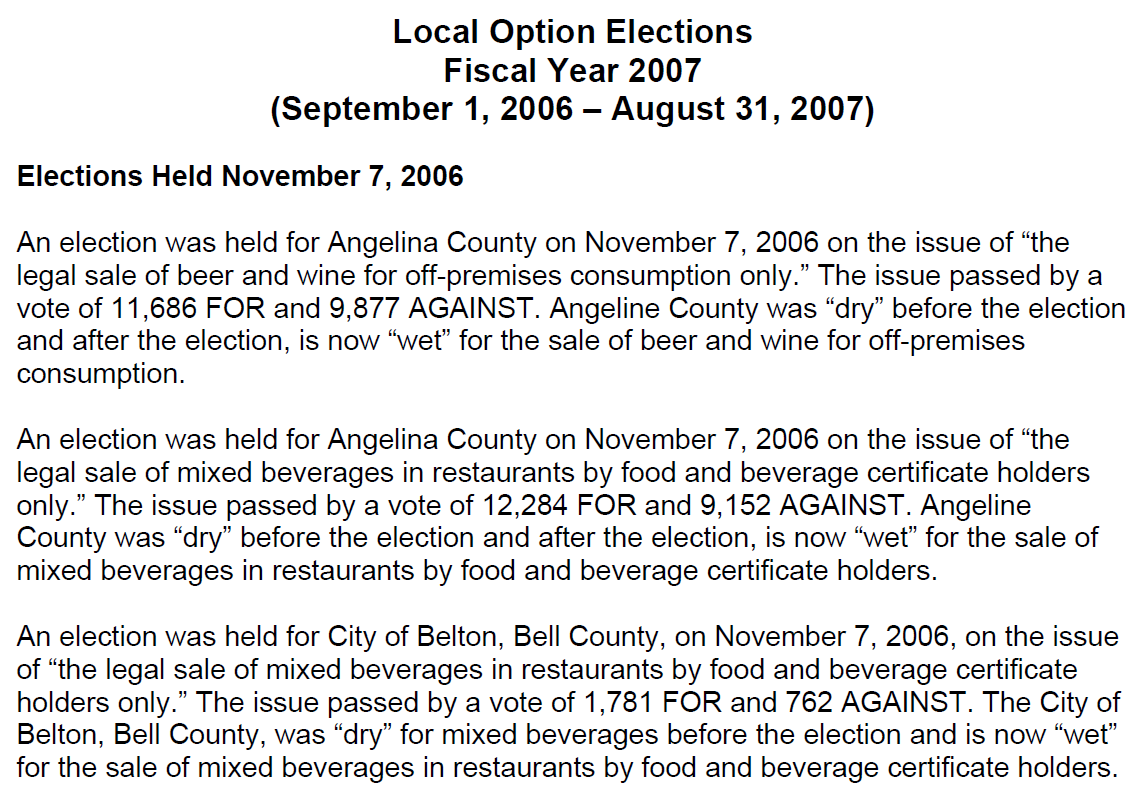 Local Option Elections
Fiscal Year 2007
(September 1, 2006 – August 31, 2007)
Elections Held November 7, 2006
An election was held for Angelina County on November 7, 2006 on the issue of “the
legal sale of beer and wine for off-premises consumption only.” The issue passed by a
vote of 11,686 FOR and 9,877 AGAINST. Angeline County was “dry” before the election
and after the election, is now “wet” for the sale of beer and wine for off-premises
consumption.
An election was held for Angelina County on November 7, 2006 on the issue of “the
legal sale of mixed beverages in restaurants by food and beverage certificate holders
only.” The issue passed by a vote of 12,284 FOR and 9,152 AGAINST. Angeline
County was “dry” before the election and after the election, is now “wet” for the sale of
mixed beverages in restaurants by food and beverage certificate holders.
An election was held for City of Belton, Bell County, on November 7, 2006, on the issue
of “the legal sale of mixed beverages in restaurants by food and beverage certificate
holders only.” The issue passed by a vote of 1,781 FOR and 762 AGAINST. The City of
Belton, Bell County, was “dry” for mixed beverages before the election and is now “wet”
for the sale of mixed beverages in restaurants by food and beverage certificate holders.